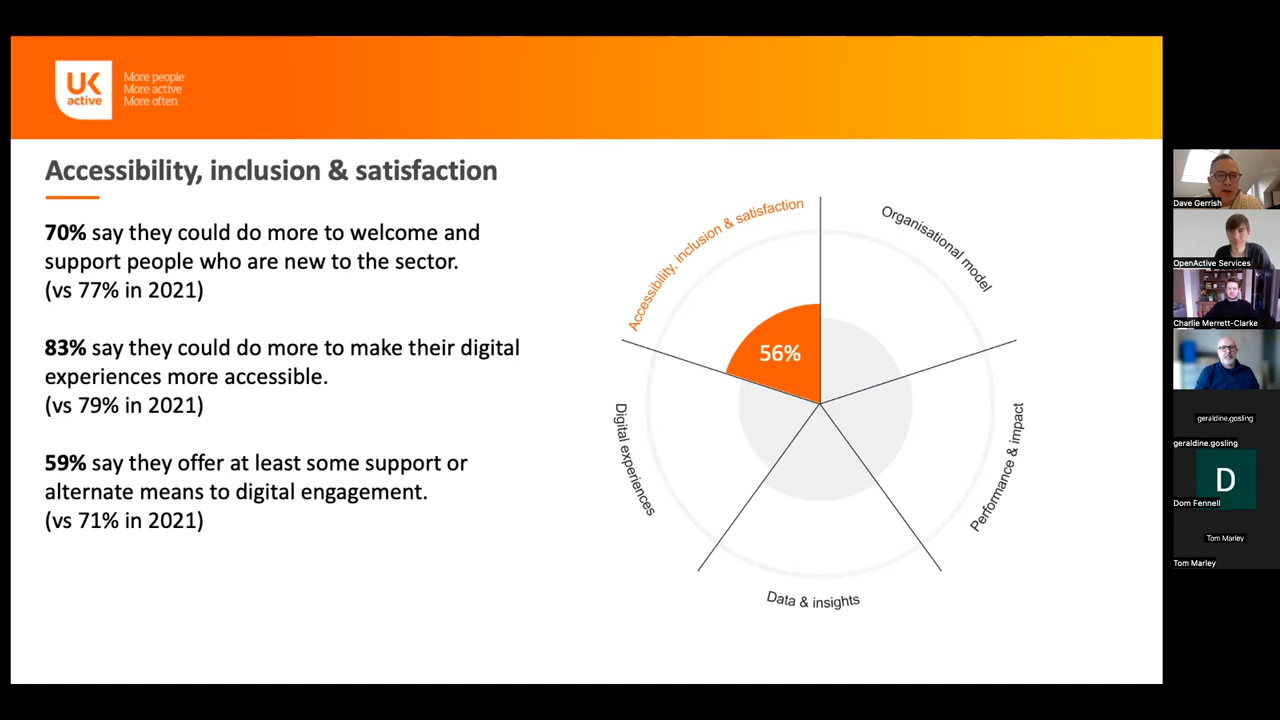 UK
active
More people
More active
More often
Accessibility, inclusion & satisfaction
70% say they could do more to welcome and
support people who are new to the sector.
(vs 77% in 2021)
83% say they could do more to make their digital
experiences more accessible.
(vs 79% in 2021)
59% say they offer at least some support or
alternate means to digital engagement.
(vs 71% in 2021)
Accessibility, inclusion & satisfaction
Organisational model
56%
Digital experiences
Performance & impact
Data & insights
Dave Gerrish
OpenActive Services
Charlie Merrett-Clarke
geraldine.gosling
geraldine.gosling
D
Dom Fennell
Tom Marley
Tom Marley